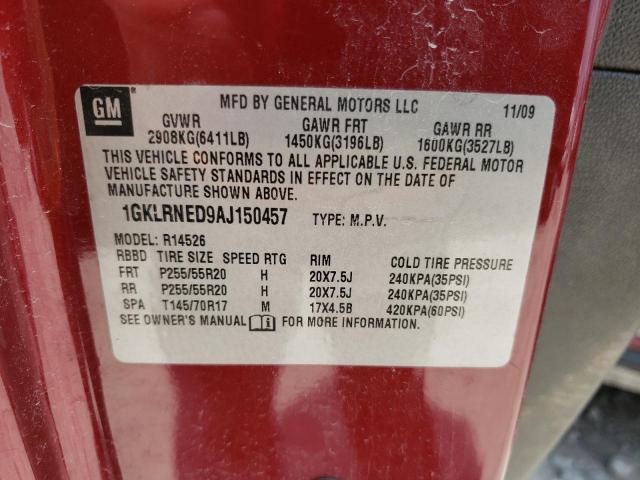 GM
MFD BY GENERAL MOTORS LLC 11/09
GVWR GAWR FRT GAWR RR
2908KG(6411LB) 1450KG(3196LB) 1600KG(3527LB)
THIS VEHICLE CONFORMS TO ALL APPLICABLE U.S. FEDERAL MOTOR
VEHICLE SAFETY STANDARDS IN EFFECT ON THE DATE OF
MANUFACTURE SHOWN ABOVE.
1GKLRNED9AJ150457 TYPE: M.P.V.
MODEL: R14526
RBBD TIRE SIZE SPEED RTG RIM COLD TIRE PRESSURE
FRT P255/55R20 H 20X7.5J 240KPA(35PSI)
RR P255/55R20 H 20X7.5J 240KPA(35PSI)
SPA T145/70R17 M 17X4.5B 420KPA(60PSI)
SEE OWNER'S MANUAL FOR MORE INFORMATION.